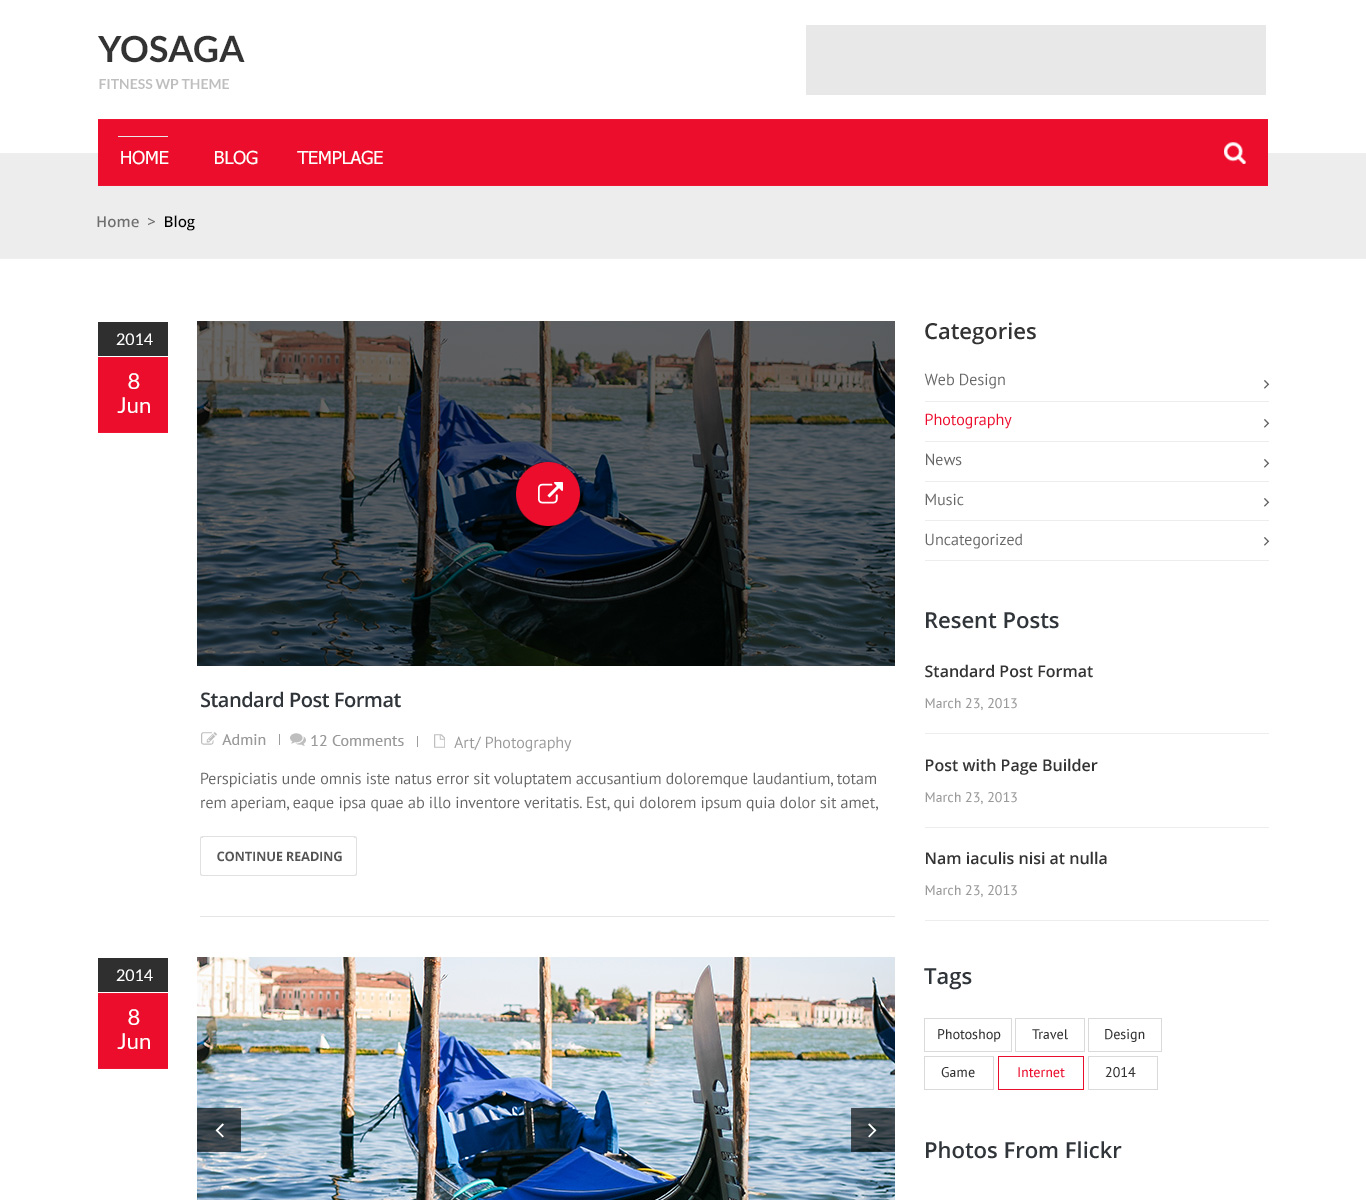 YOSAGA
FITNESS WP THEME
HOME BLOG TEMPLAGE
Home > Blog
2014
8
Jun
Standard Post Format
Admin | 12 Comments | Art/ Photography
Perspiciatis unde omnis iste natus error sit voluptatem accusantium doloremque laudantium, totam
rem aperiam, eaque ipsa quae ab illo inventore veritatis. Est, qui dolorem ipsum quia dolor sit amet,
CONTINUE READING
2014
8
Jun
Categories
Web Design
Photography
News
Music
Uncategorized
Recent Posts
Standard Post Format
March 23, 2013
Post with Page Builder
March 23, 2013
Nam iaculis nisi at nulla
March 23, 2013
Tags
Photoshop Travel Design
Game Internet 2014
Photos From Flickr